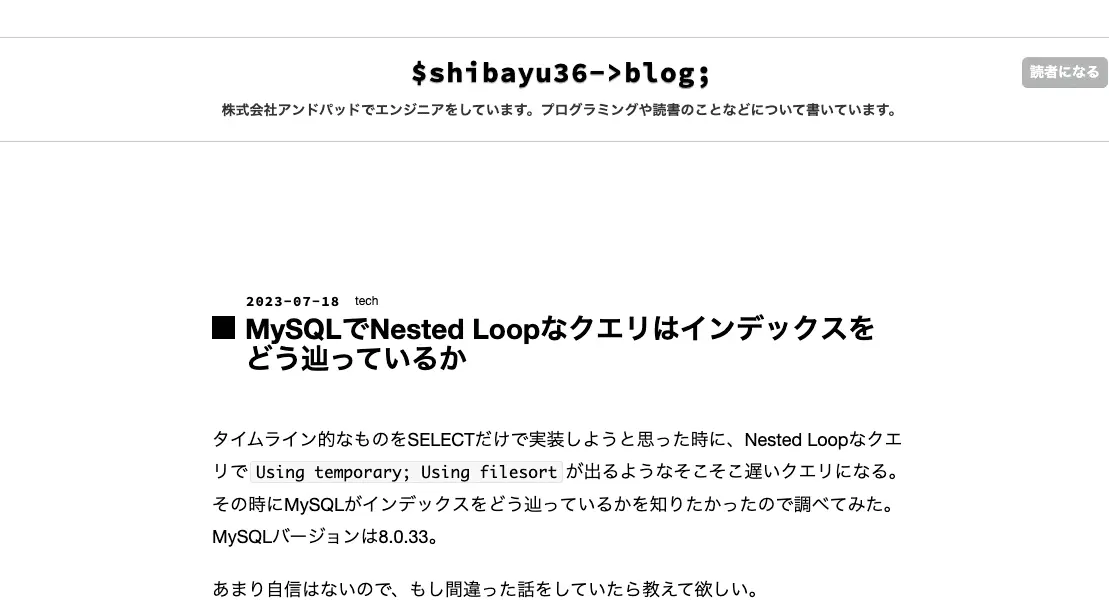 $shibayu36->blog;
読者になる
株式会社アンドパッドでエンジニアをしています。プログラミングや読書のことなどについて書いています。
2023-07-18 tech
MySQLでNested Loopなクエリはインデックスを
どう辿っているか
タイムライン的なものをSELECTだけで実装しようと思った時に、Nested Loopなクエ
リで Using temporary; Using filesort が出るようなそこそこ遅いクエリになる。
その時にMySQLがインデックスをどう辿っているかを知りたかったので調べてみた。
MySQLバージョンは8.0.33。
あまり自信はないので、もし間違った話をしていたら教えて欲しい。